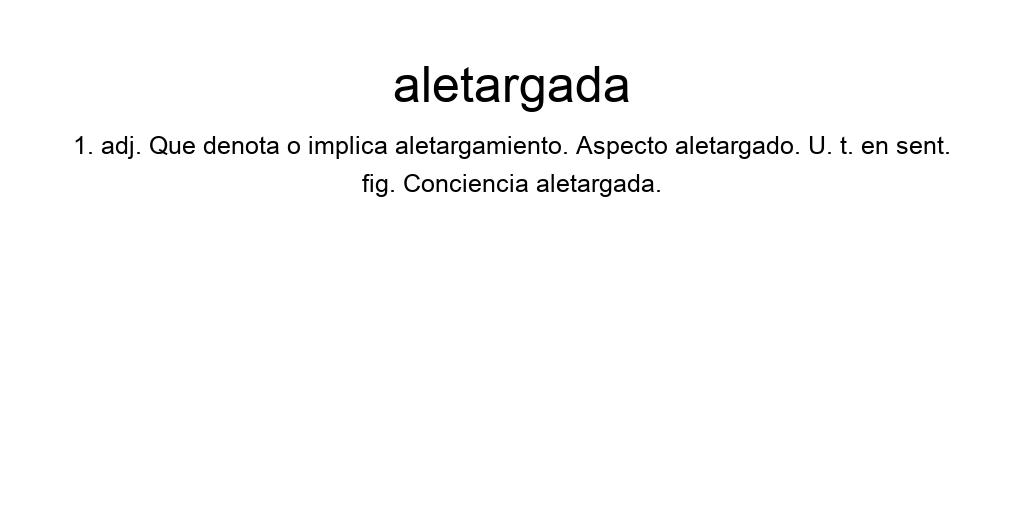 aletargada
1. adj. Que denota o implica aletargamiento. Aspecto aletargado. U. t. en sent.
fig. Conciencia aletargada.